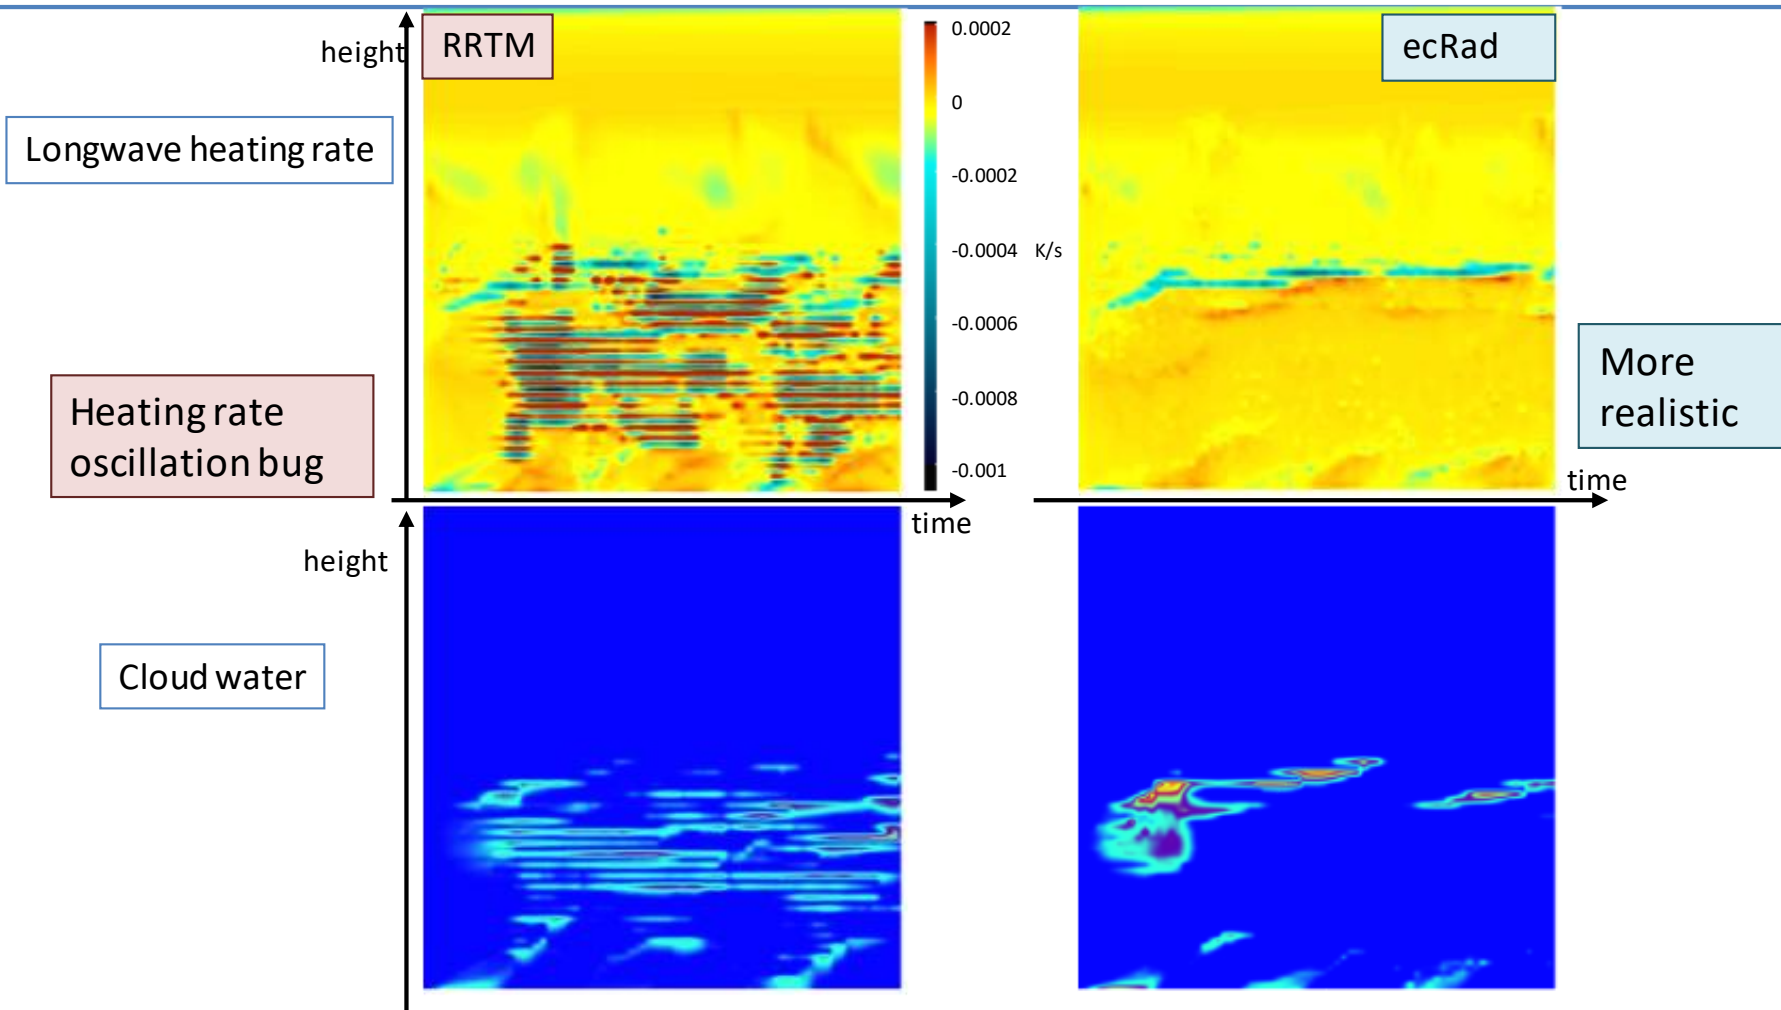 height
RRTM
0.0002
ecRad
0
Longwave heating rate
-0.0002
-0.0004 K/s
-0.0006
More
realistic
Heating rate
oscillation bug
-0.0008
-0.001
time
time
height
Cloud water